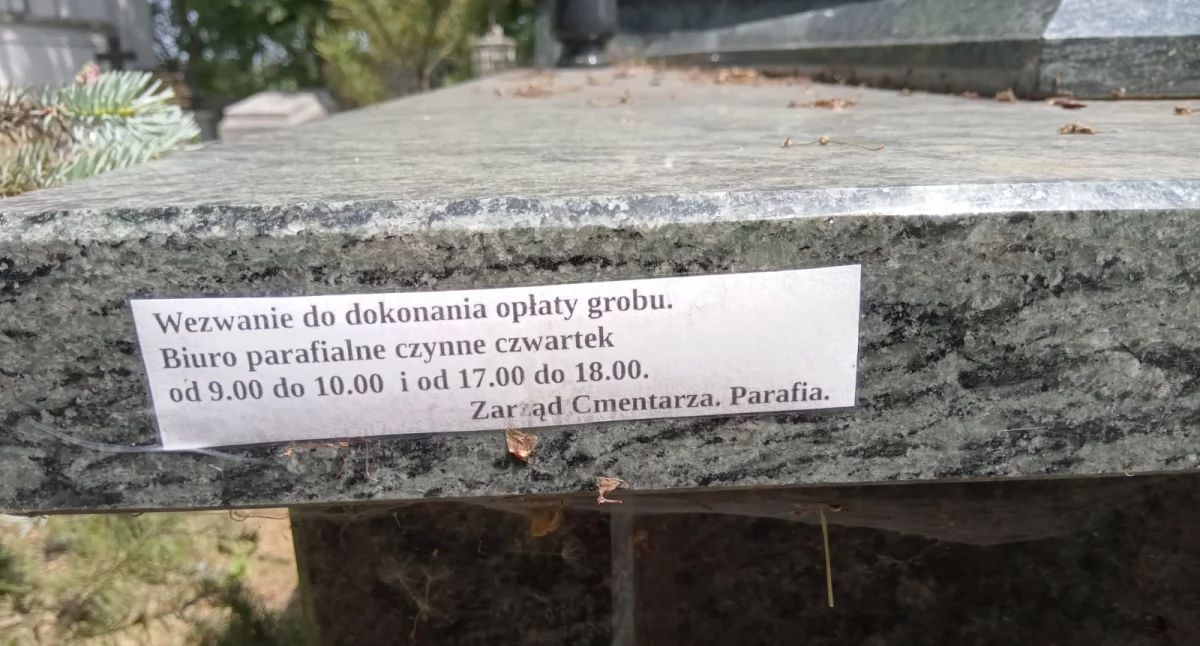 Wezwanie do dokonania opłaty grobu.
Biuro parafialne czynne czwartek
od 9.00 do 10.00 i od 17.00 do 18.00.
Zarząd Cmentarza. Parafia.